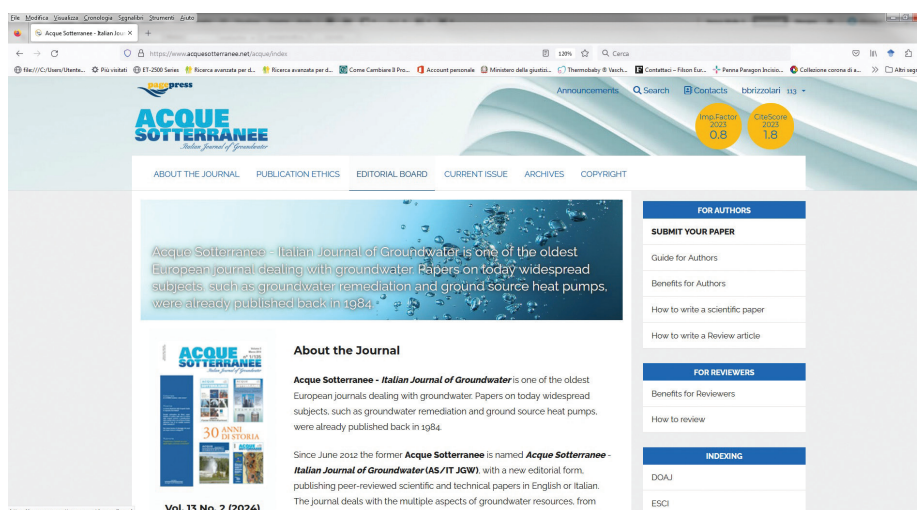 File Modifica Visualizza Cronologia Segnalibri Strumenti Aiuto
Acque Sotterranee - Italian Jour
https://www.acquesotterranee.net/acque/index
120%
Cerca
file:///C:/Users/Utente...
Più visitati
ET-2500 Series
Ricerca avanzata per d...
Ricerca avanzata per d...
Come Cambiare Il Pro...
Account personale
Ministero della giustizi...
Thermobaby ® Vasch...
Contattaci – Filson Eur...
Penna Paragon Incisio...
Collezione corona di a...
Altri segn
pagepress
Announcements
Search
Contacts
bbrizzolari 113
ACQUE
SOTTERRANEE
Italian Journal of Groundwater
Imp.Factor
2023
0.8
CiteScore
2023
1.8
ABOUT THE JOURNAL
PUBLICATION ETHICS
EDITORIAL BOARD
CURRENT ISSUE
ARCHIVES
COPYRIGHT
Acque Sotterranee - Italian Journal of Groundwater is one of the oldest
European journal dealing with groundwater. Papers on today widespread
subjects, such as groundwater remediation and ground source heat pumps,
were already published back in 1984.
ACQUE
SOTTERRANEE
Italian Journal of Groundwater
30 ANNI
DI STORIA
Vol. 13 No. 2 (2024)
About the Journal
Acque Sotterranee - Italian Journal of Groundwater is one of the oldest
European journals dealing with groundwater. Papers on today widespread
subjects, such as groundwater remediation and ground source heat pumps,
were already published back in 1984.
Since June 2012 the former Acque Sotterranee is named Acque Sotterranee -
Italian Journal of Groundwater (AS/IT JGW), with a new editorial form,
publishing peer-reviewed scientific and technical papers in English or Italian.
The journal deals with the multiple aspects of groundwater resources, from
FOR AUTHORS
SUBMIT YOUR PAPER
Guide for Authors
Benefits for Authors
How to write a scientific paper
How to write a Review article
FOR REVIEWERS
Benefits for Reviewers
How to review
INDEXING
DOAJ
ESCI